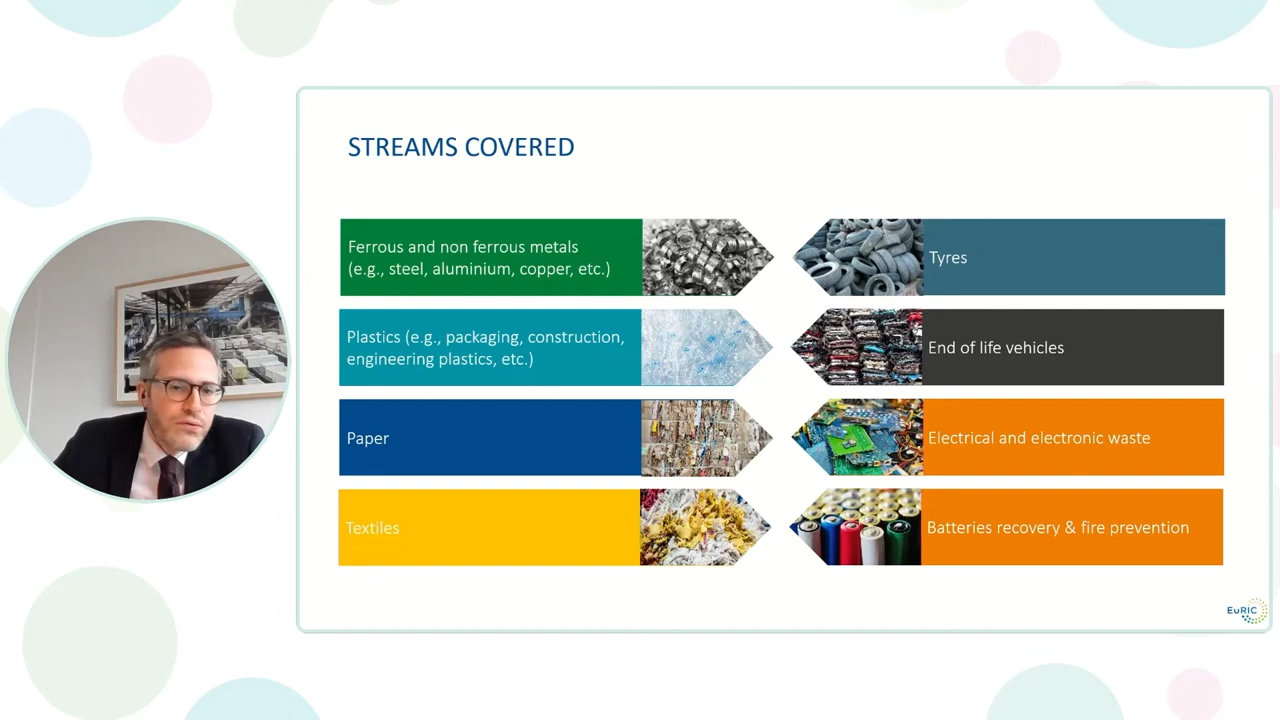 STREAMS COVERED
Ferrous and non ferrous metals
(e.g., steel, aluminium, copper, etc.)
Plastics (e.g., packaging, construction,
engineering plastics, etc.)
Paper
Textiles
Tyres
End of life vehicles
Electrical and electronic waste
Batteries recovery & fire prevention
EuRIC